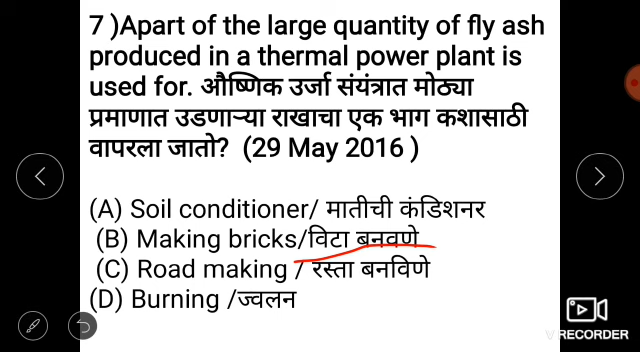 7 )Apart of the large quantity of fly ash
produced in a thermal power plant is
used for. औष्णिक उर्जा संयंत्रात मोठ्या
प्रमाणात उडणाऱ्या राखाचा एक भाग कशासाठी
वापरला जातो? (29 May 2016 )
(A) Soil conditioner/ मातीची कंडिशनर
(B) Making bricks/विटा बनवणे
(C) Road making / रस्ता बनविणे
(D) Burning /ज्वलन
V RECORDER